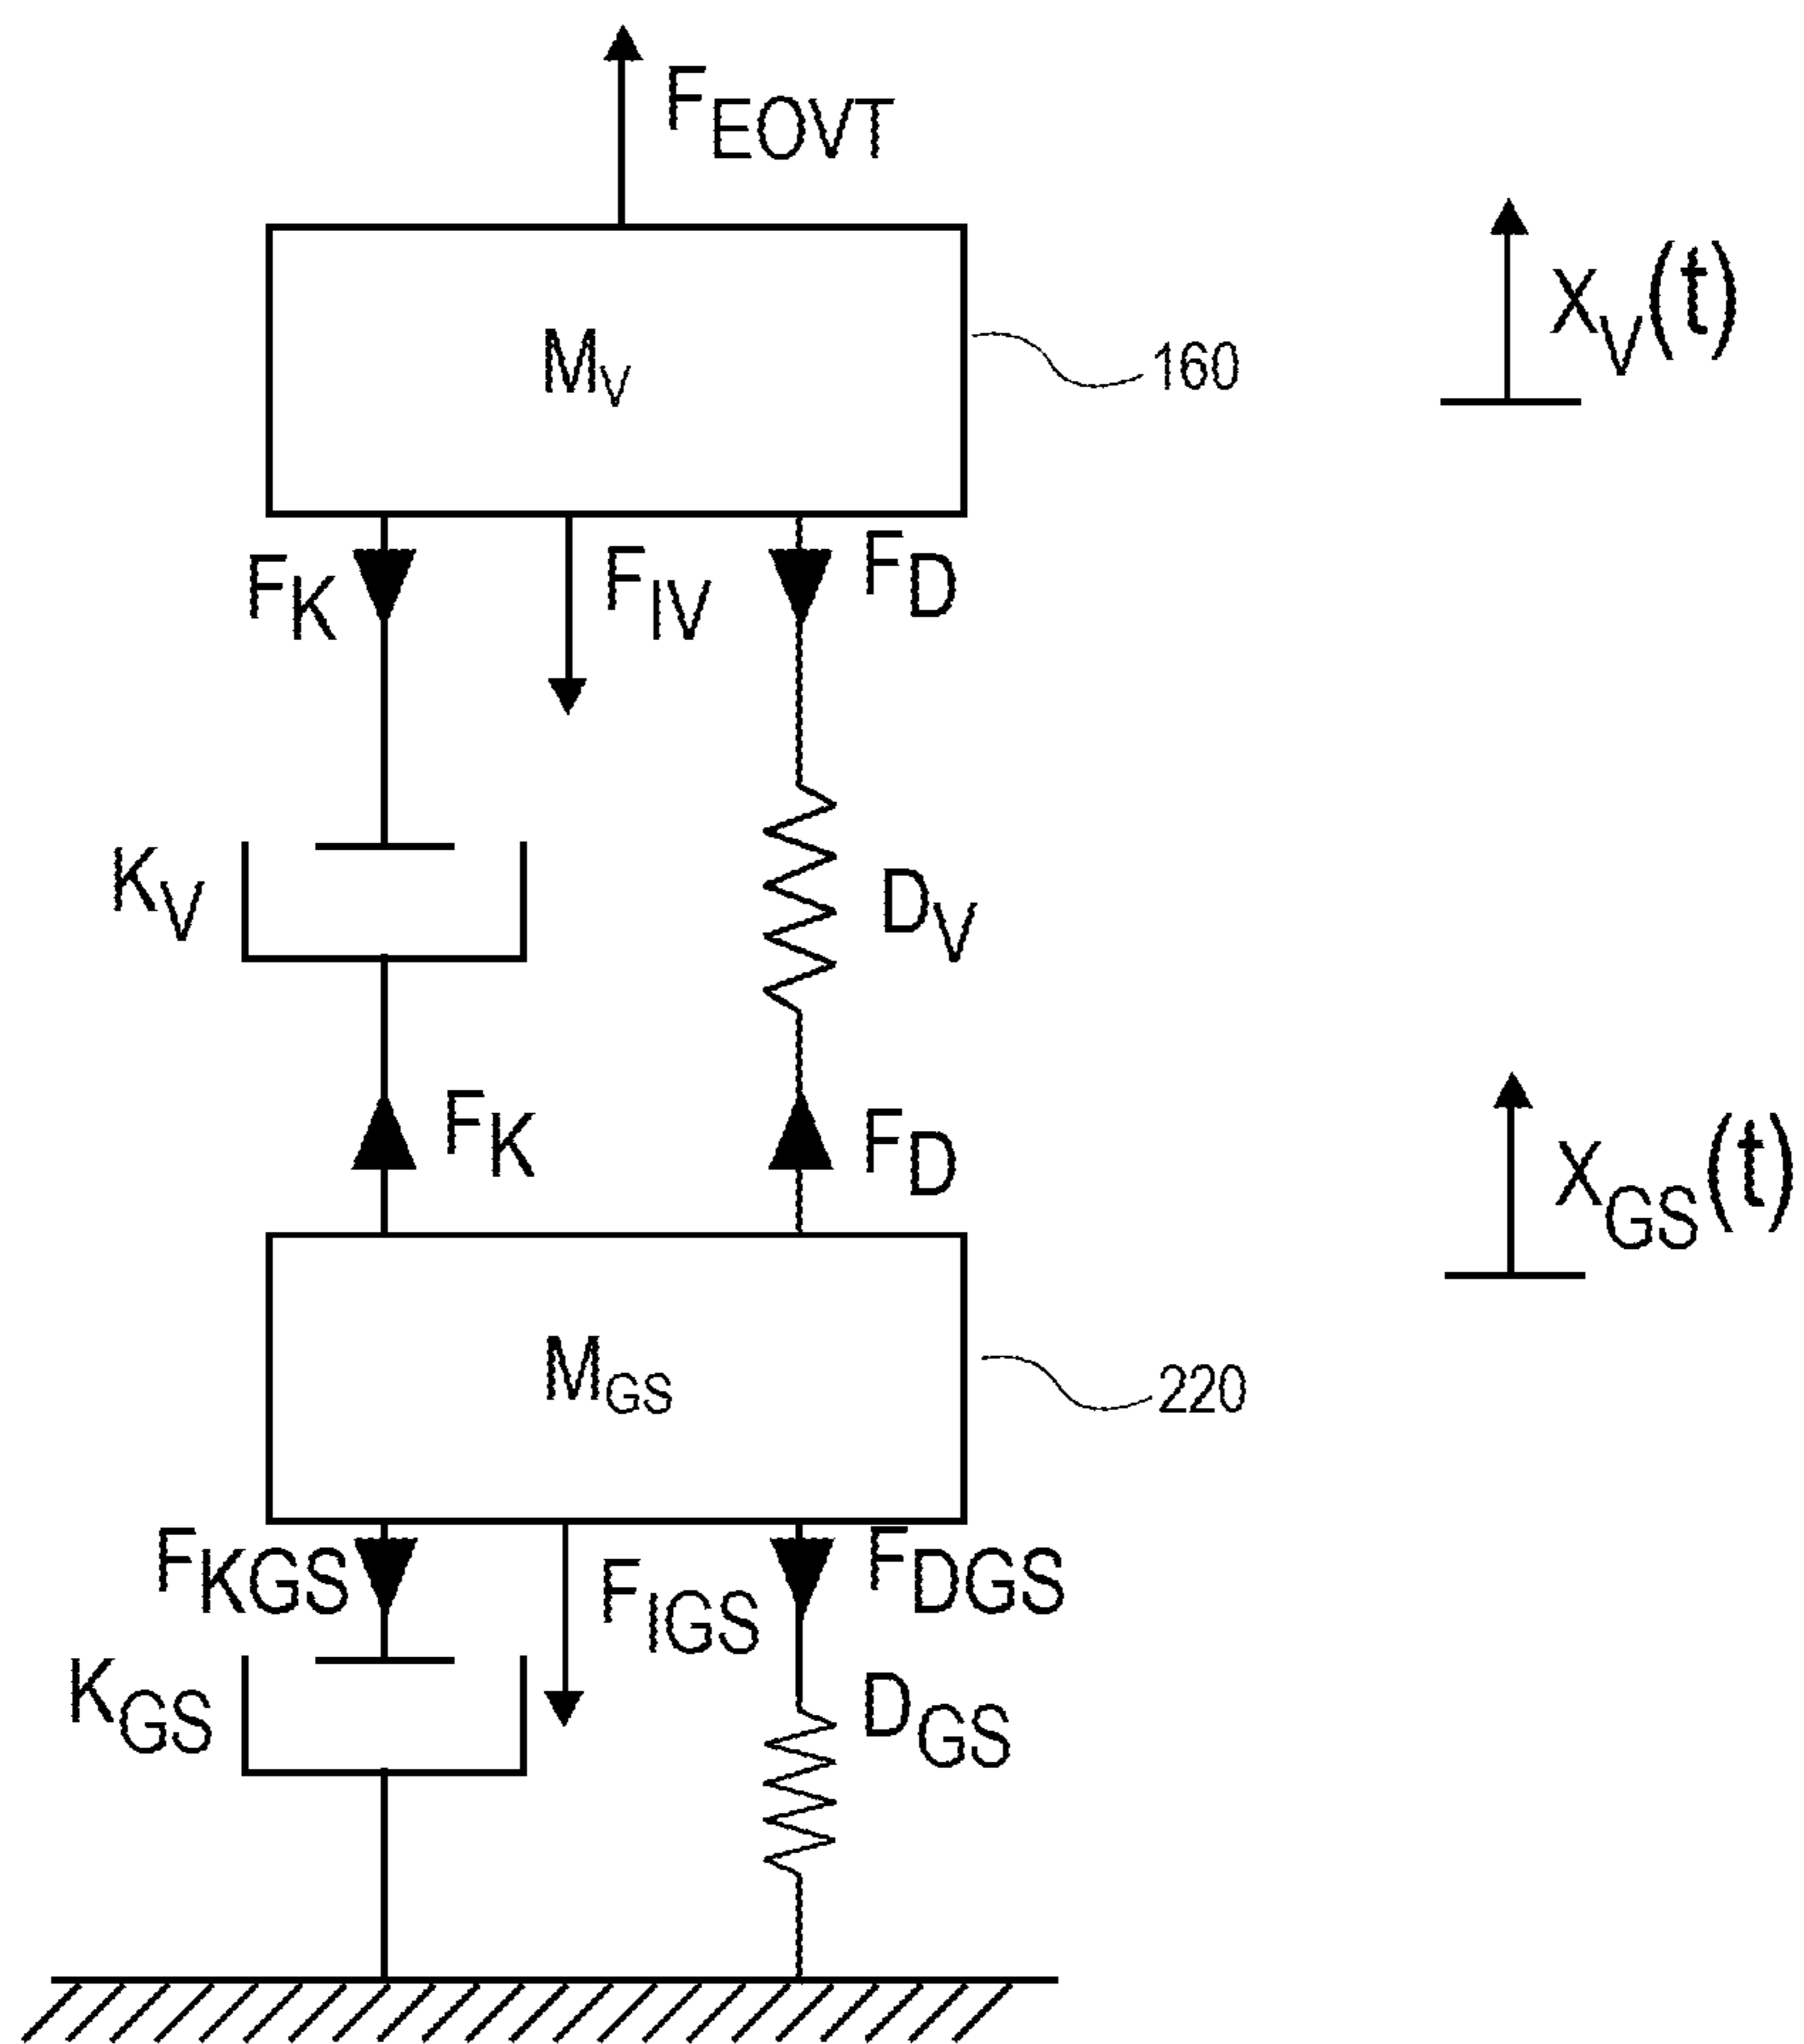 FEOVT
MV
160
xV(t)
FK
FIV
FD
KV
DV
FK
FD
xGS(t)
MGS
220
FKGS
FIGS
FDGS
KGS
DGS